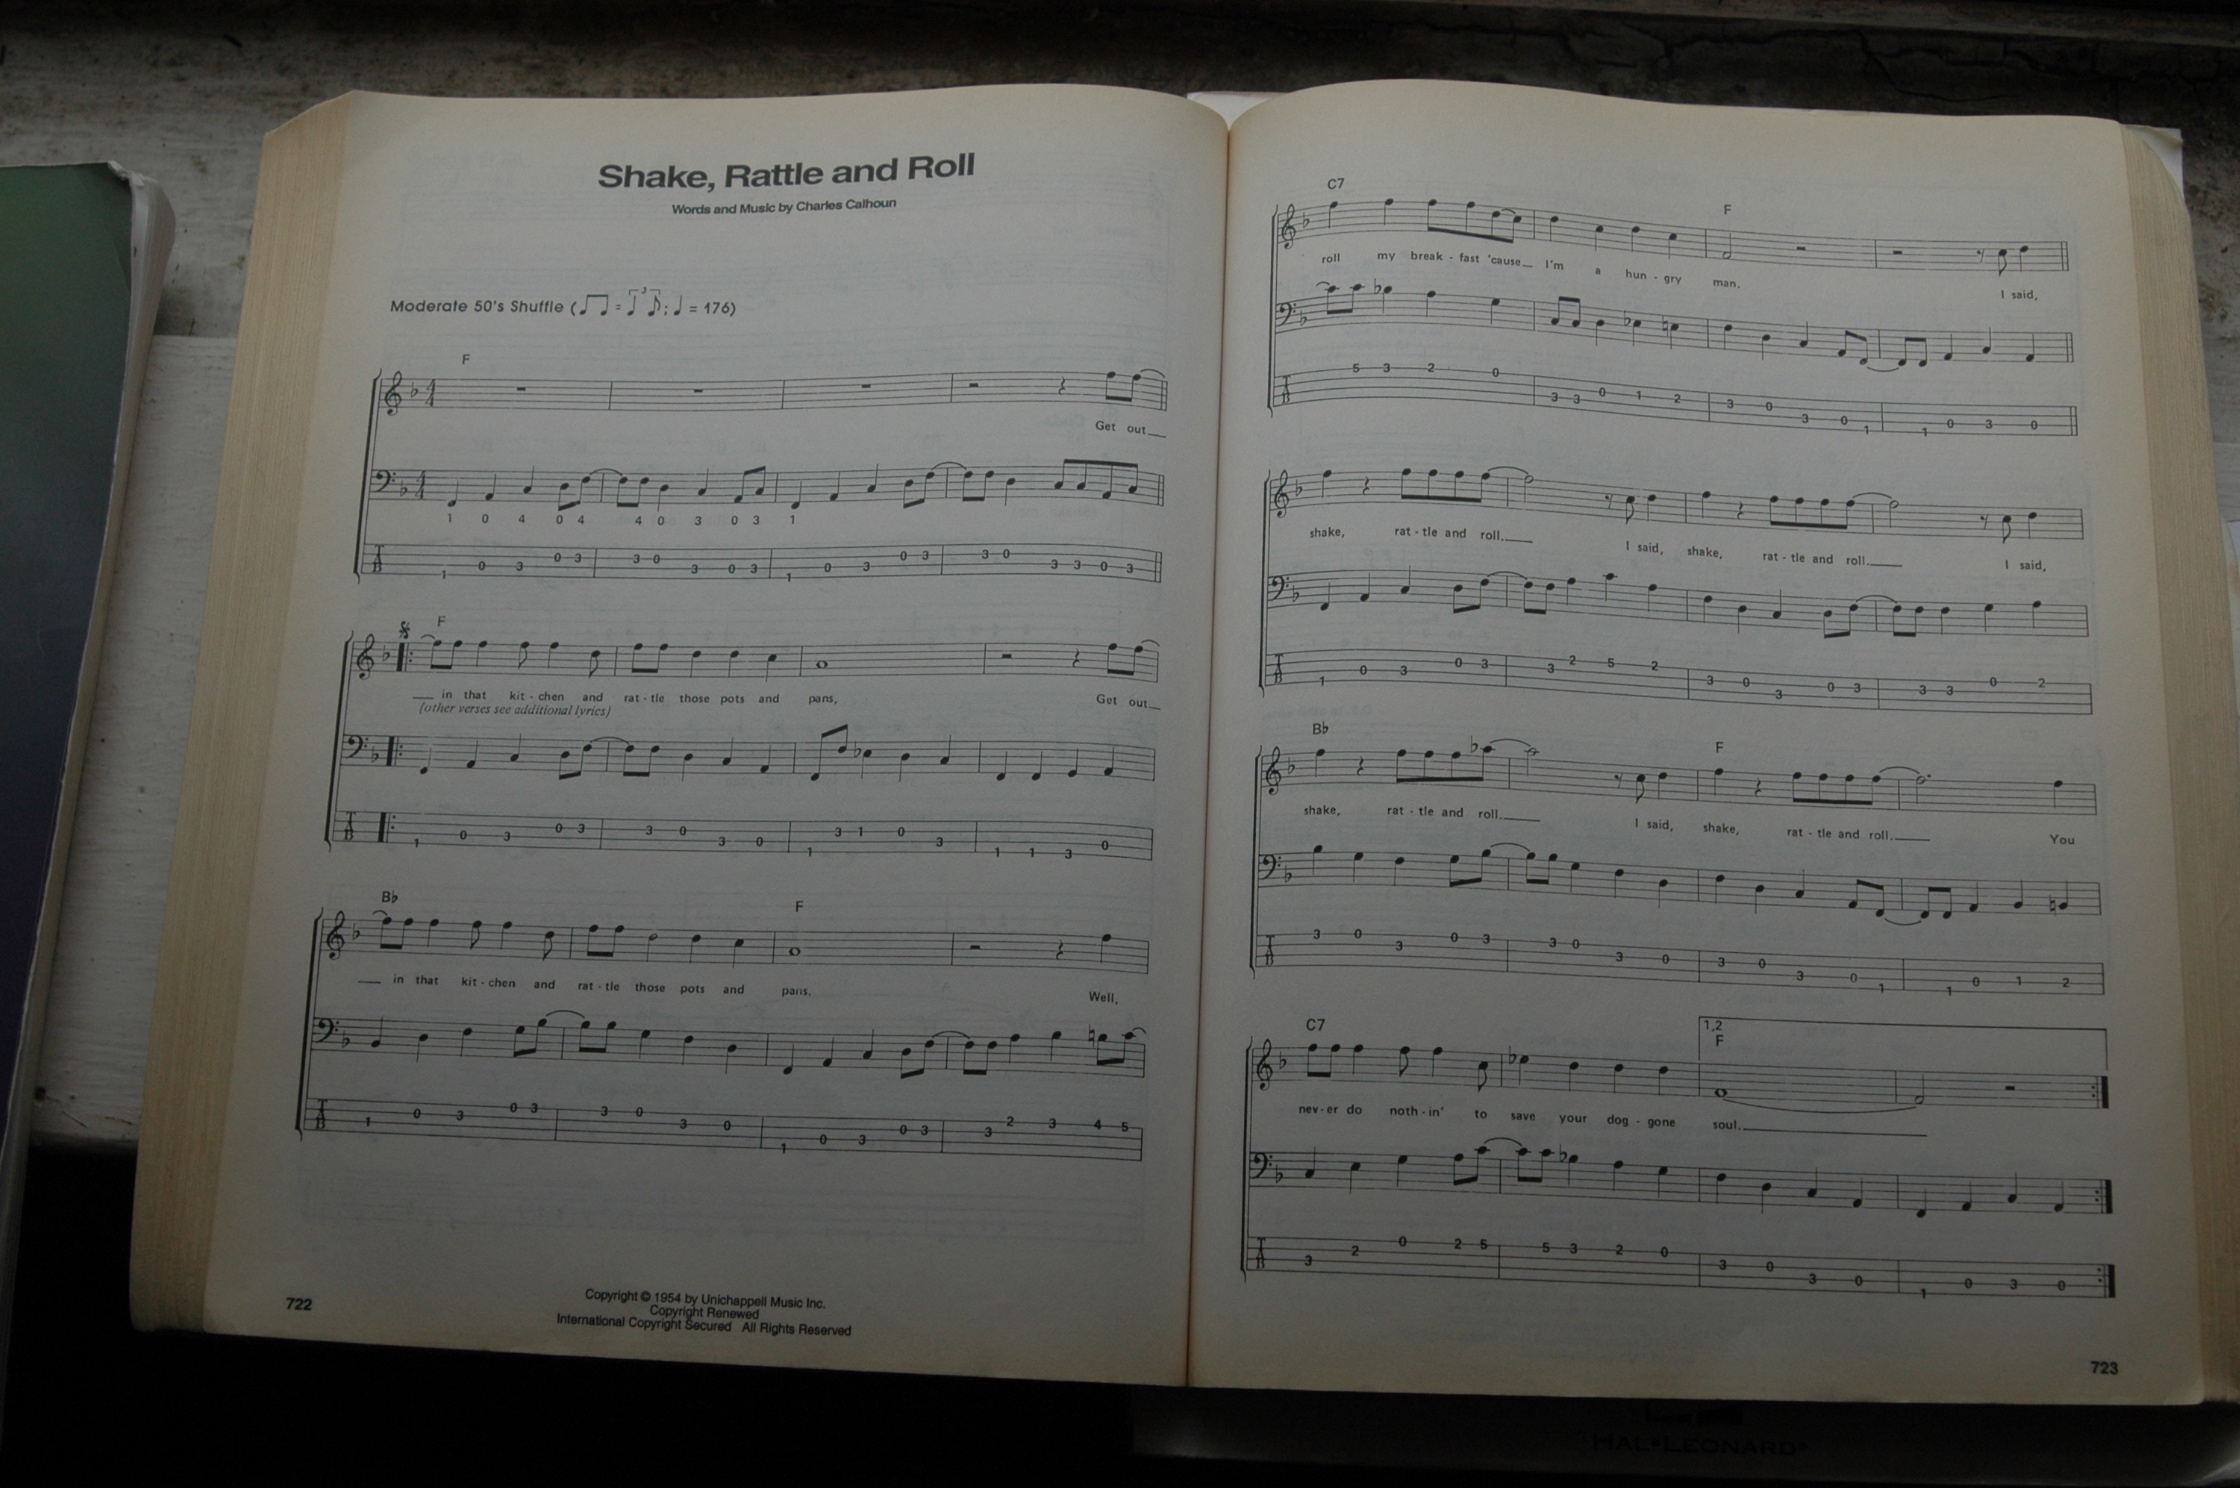 Shake, Rattle and Roll
Words and Music by Charles Calhoun
Moderate 50's Shuffle ( = 3 ; = 176)
F
4 4
Get out
4 4
1 0 4 0 4 4 0 3 0 3 1
T A B 1 0 3 0 3 3 0 3 0 3 1 0 3 0 3 3 0 3 3 0 3
F
in that kit - chen and rat - tle those pots and pans, Get out
(other verses see additional lyrics)
T A B 1 0 3 0 3 3 0 3 0 1 3 1 0 3 1 1 3 0
B♭ F
in that kit - chen and rat - tle those pots and pans. Well,
T A B 1 0 3 0 3 3 0 3 0 1 0 3 0 3 3 2 3 4 5
722
Copyright © 1954 by Unichappell Music Inc.
Copyright Renewed
International Copyright Secured All Rights Reserved
C7 F
roll my break - fast 'cause I'm a hun - gry man. I said,
T A B 5 3 2 0 3 3 0 1 2 3 0 3 0 1 1 0 3 0
shake, rat - tle and roll. I said, shake, rat - tle and roll. I said,
T A B 1 0 3 0 3 3 2 5 2 3 0 3 0 3 3 3 0 2
B♭ F
shake, rat - tle and roll. I said, shake, rat - tle and roll. You
T A B 3 0 3 0 3 3 0 3 0 3 0 3 0 1 1 0 1 2
C7 1,2
F
nev - er do noth - in' to save your dog - gone soul.
T A B 3 2 0 2 5 5 3 2 0 3 0 3 0 1 0 3 0
723
HAL•LEONARD